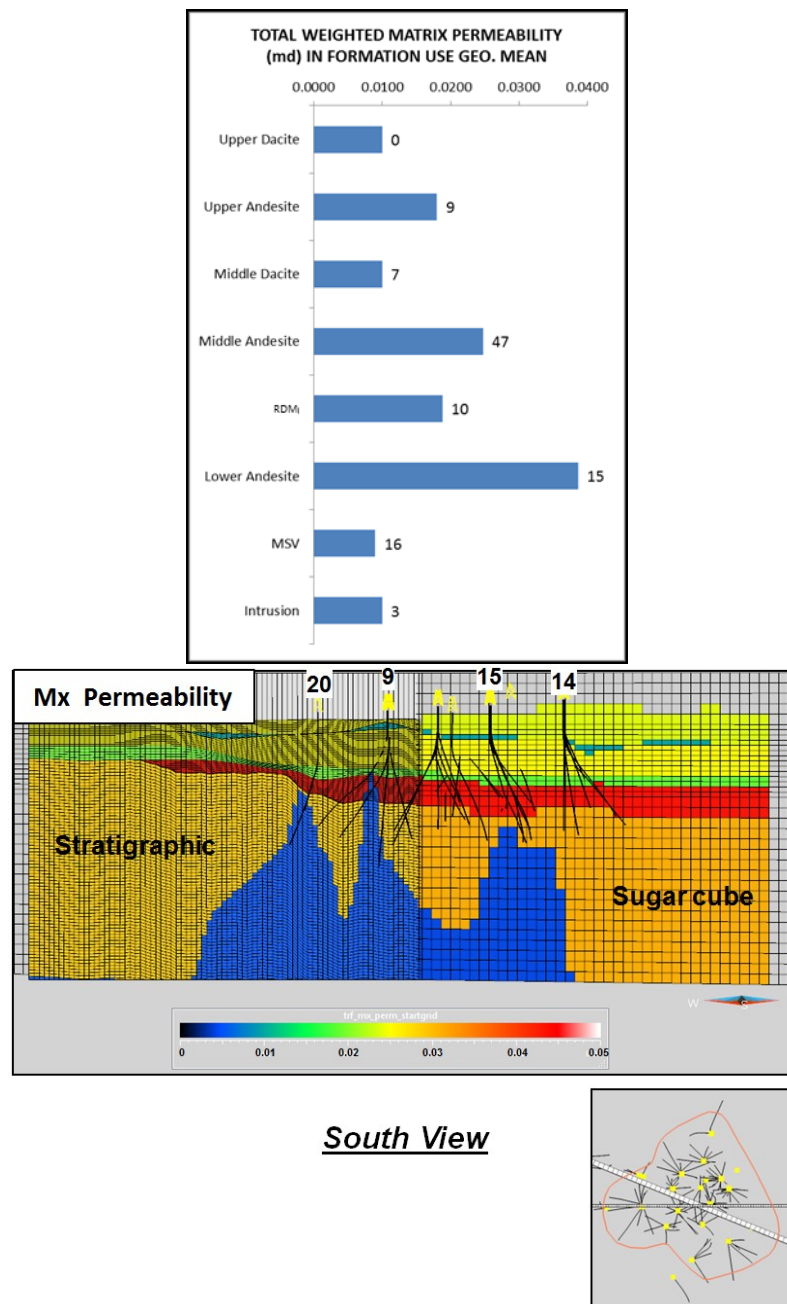 TOTAL WEIGHTED MATRIX PERMEABILITY
(md) IN FORMATION USE GEO. MEAN
0.0000 0.0100 0.0200 0.0300 0.0400
Upper Dacite 0
Upper Andesite 9
Middle Dacite 7
Middle Andesite 47
RDM 10
Lower Andesite 15
MSV 16
Intrusion 3
Mx Permeability
20 9 15 14
Stratigraphic
Sugar cube
trf_mx_perm_startgrid
0 0.01 0.02 0.03 0.04 0.05
W S
South View